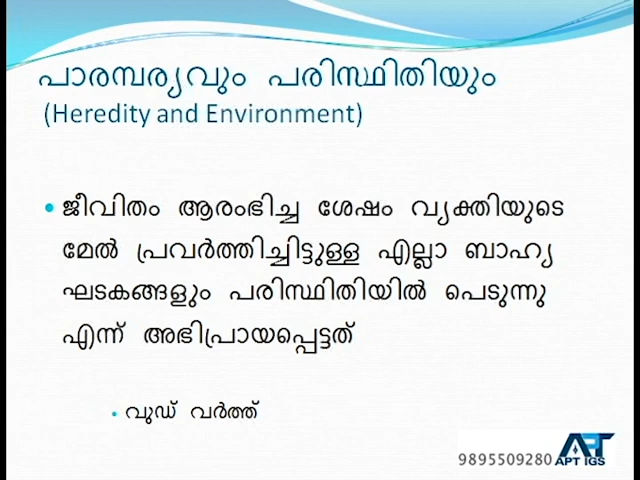 പാരമ്പര്യവും പരിസ്ഥിതിയും
(Heredity and Environment)
ജീവിതം ആരംഭിച്ച ശേഷം വ്യക്തിയുടെ
മേൽ പ്രവർത്തിച്ചിട്ടുള്ള എല്ലാ ബാഹ്യ
ഘടകങ്ങളും പരിസ്ഥിതിയിൽ പെടുന്നു
എന്ന് അഭിപ്രായപ്പെട്ടത്
വുഡ് വർത്ത്
9895509280 APT IGS